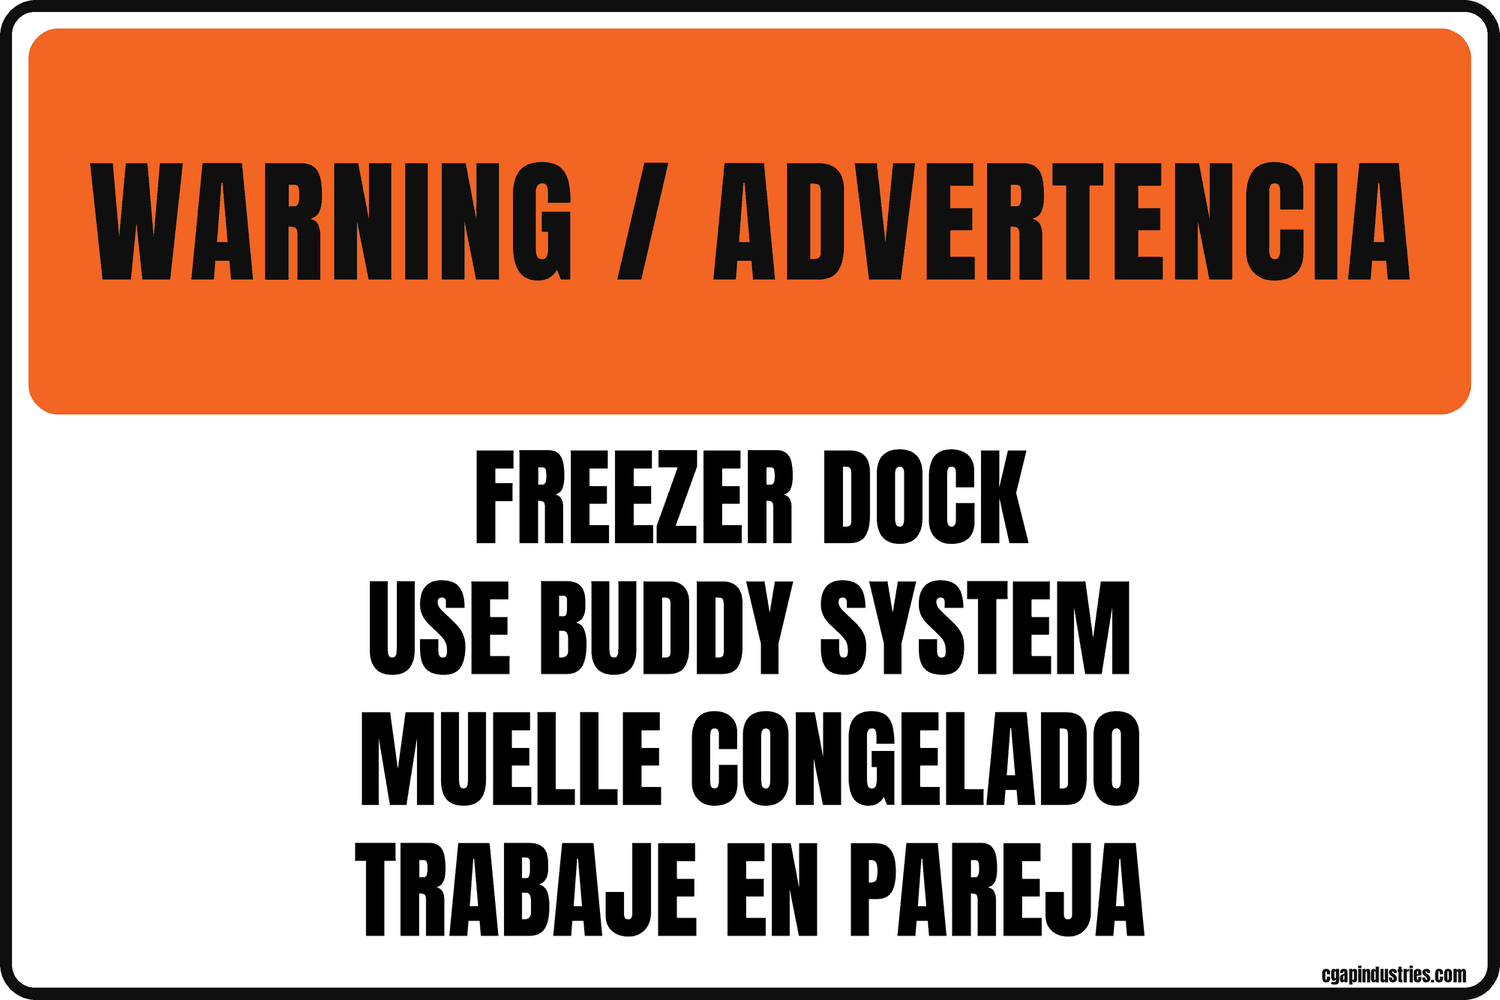 WARNING / ADVERTENCIA
FREEZER DOCK
USE BUDDY SYSTEM
MUELLE CONGELADO
TRABAJE EN PAREJA
cgapindustries.com